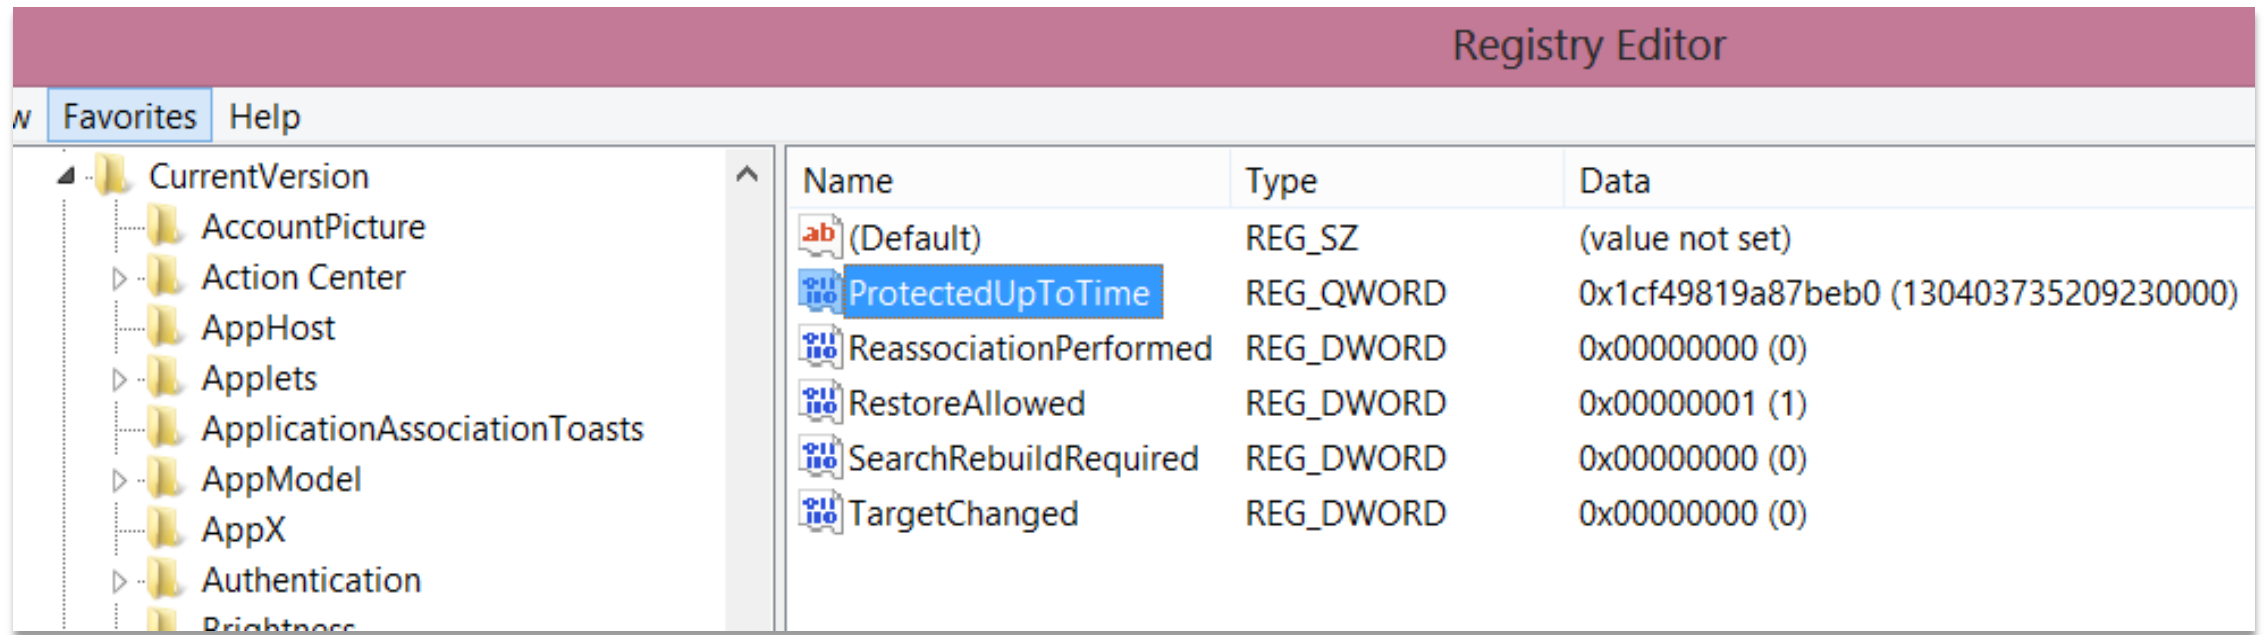 Registry Editor
w Favorites Help
CurrentVersion
AccountPicture
Action Center
AppHost
Applets
ApplicationAssociationToasts
AppModel
AppX
Authentication
Brightness
Name Type Data
(Default) REG_SZ (value not set)
ProtectedUpToTime REG_QWORD 0x1cf49819a87beb0 (130403735209230000)
ReassociationPerformed REG_DWORD 0x00000000 (0)
RestoreAllowed REG_DWORD 0x00000001 (1)
SearchRebuildRequired REG_DWORD 0x00000000 (0)
TargetChanged REG_DWORD 0x00000000 (0)